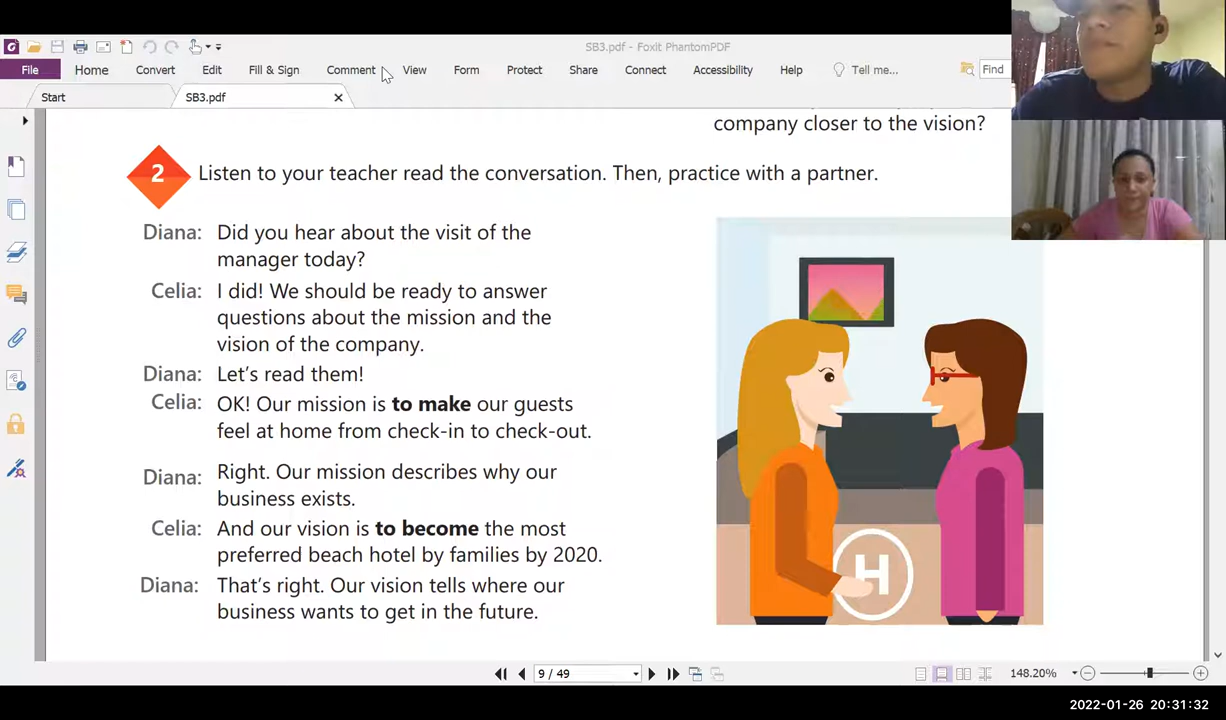 SB3.pdf - Foxit PhantomPDF
File Home Convert Edit Fill & Sign Comment View Form Protect Share Connect Accessibility Help Tell me... Find
Start SB3.pdf
company closer to the vision?
2 Listen to your teacher read the conversation. Then, practice with a partner.
Diana: Did you hear about the visit of the
manager today?
Celia: I did! We should be ready to answer
questions about the mission and the
vision of the company.
Diana: Let's read them!
Celia: OK! Our mission is to make our guests
feel at home from check-in to check-out.
Diana: Right. Our mission describes why our
business exists.
Celia: And our vision is to become the most
preferred beach hotel by families by 2020.
Diana: That's right. Our vision tells where our
business wants to get in the future.
H
9 / 49
148.20%
2022-01-26 20:31:32